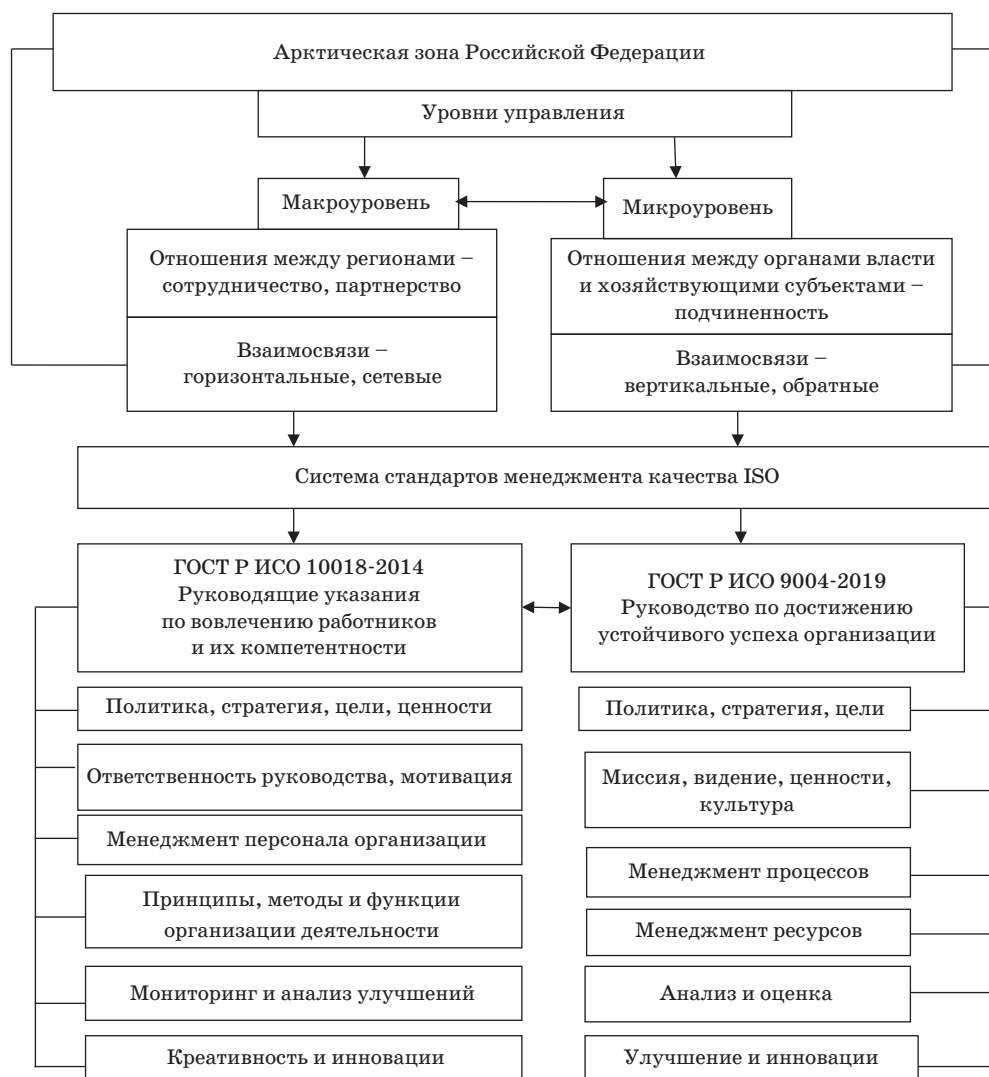 Арктическая зона Российской Федерации
Уровни управления
Макроуровень
Микроуровень
Отношения между регионами –
сотрудничество, партнерство
Отношения между органами власти
и хозяйствующими субъектами –
подчиненность
Взаимосвязи –
горизонтальные, сетевые
Взаимосвязи –
вертикальные, обратные
Система стандартов менеджмента качества ISO
ГОСТ Р ИСО 10018-2014
Руководящие указания
по вовлечению работников
и их компетентности
ГОСТ Р ИСО 9004-2019
Руководство по достижению
устойчивого успеха организации
Политика, стратегия, цели, ценности
Политика, стратегия, цели
Ответственность руководства, мотивация
Миссия, видение, ценности,
культура
Менеджмент персонала организации
Менеджмент процессов
Принципы, методы и функции
организации деятельности
Менеджмент ресурсов
Мониторинг и анализ улучшений
Анализ и оценка
Креативность и инновации
Улучшение и инновации